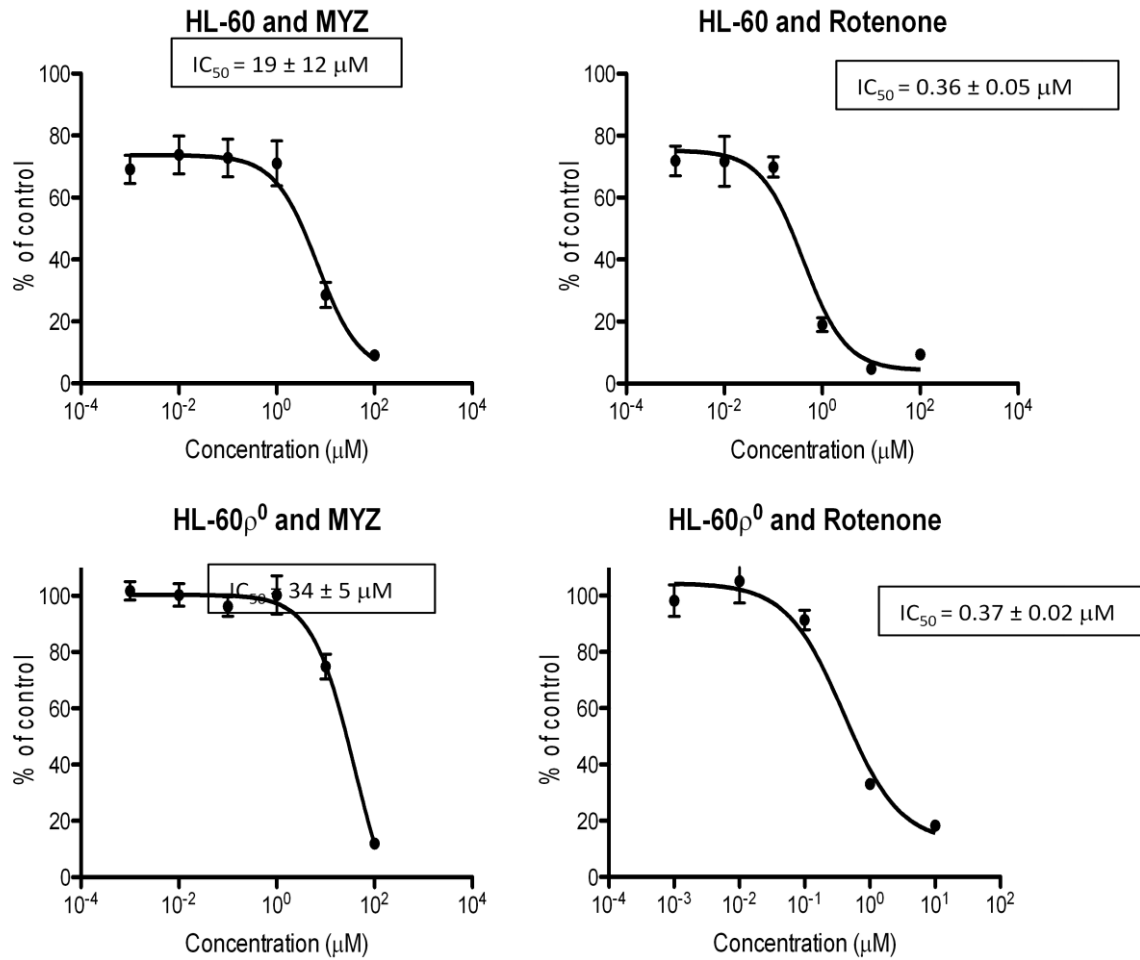 HL-60 and MYZ
IC50 = 19 ± 12 μM
100
80
60
40
20
0
% of control
10-4
10-2
100
102
104
Concentration (μM)
HL-60 and Rotenone
IC50 = 0.36 ± 0.05 μM
100
80
60
40
20
0
% of control
10-4
10-2
100
102
104
Concentration (μM)
HL-60ρ0 and MYZ
IC50 = 34 ± 5 μM
100
80
60
40
20
0
% of control
10-4
10-2
100
102
104
Concentration (μM)
HL-60ρ0 and Rotenone
IC50 = 0.37 ± 0.02 μM
100
80
60
40
20
0
% of control
10-4
10-3
10-2
10-1
100
101
102
Concentration (μM)